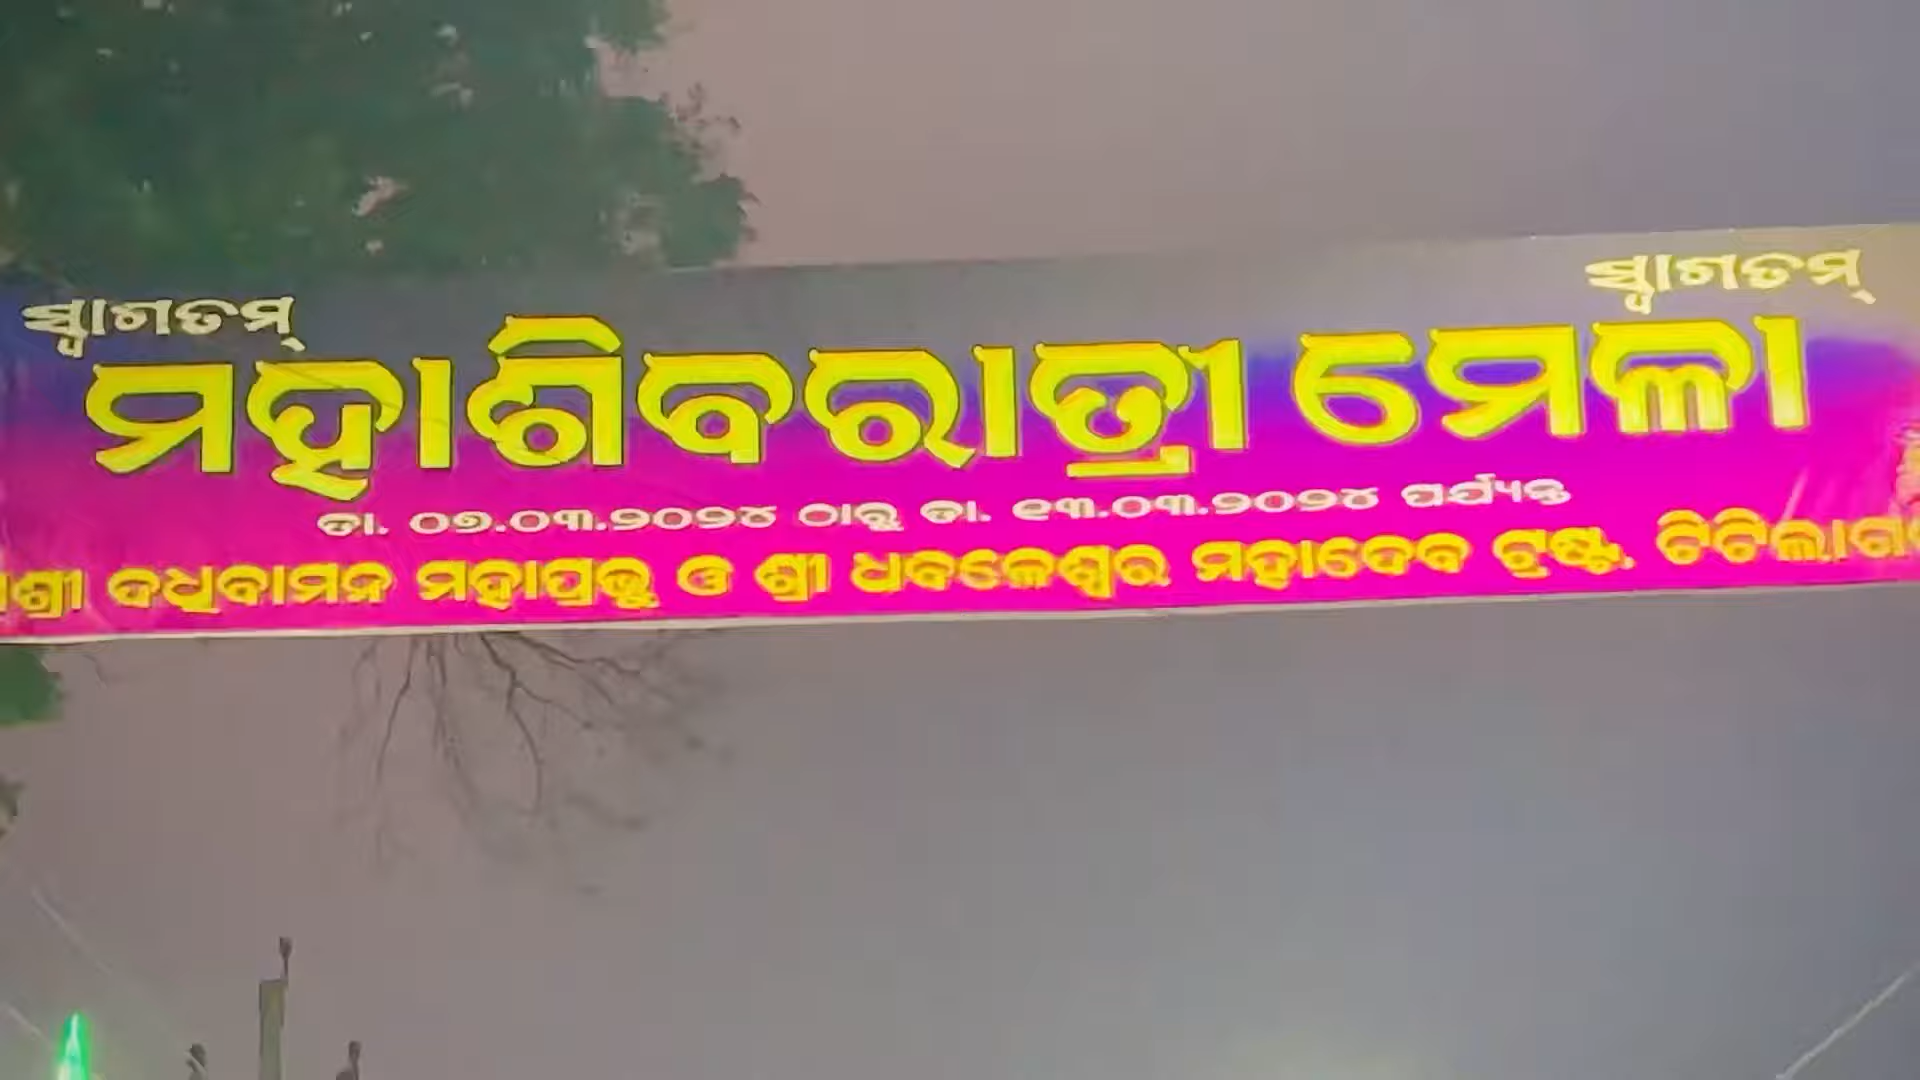 ସ୍ୱାଗତମ୍ ସ୍ୱାଗତମ୍
ମହାଶିବରାତ୍ରୀ ମେଳା
ତା. ୦୭.୦୩.୨୦୨୪ ଠାରୁ ତା. ୧୩.୦୩.୨୦୨୪ ପର୍ଯ୍ୟନ୍ତ
ଶ୍ରୀ ଦଧିବାମନ ମହାପ୍ରଭୁ ଓ ଶ୍ରୀ ଧବଳେଶ୍ୱର ମହାଦେବ ଟ୍ରଷ୍ଟ, ଟିଟିଲାଗ